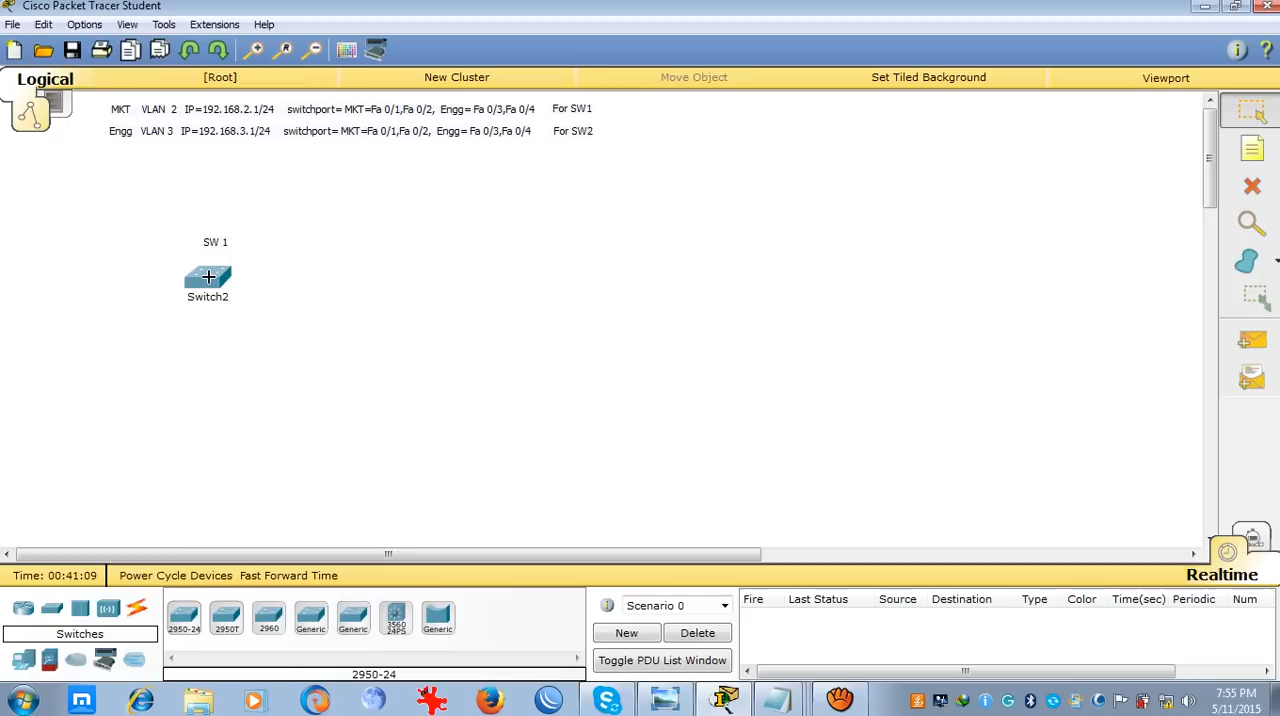 Cisco Packet Tracer Student
File Edit Options View Tools Extensions Help
Logical [Root] New Cluster Move Object Set Tiled Background Viewport
MKT VLAN 2 IP=192.168.2.1/24 switchport= MKT=Fa 0/1,Fa 0/2, Engg= Fa 0/3,Fa 0/4 For SW1
Engg VLAN 3 IP=192.168.3.1/24 switchport= MKT=Fa 0/1,Fa 0/2, Engg= Fa 0/3,Fa 0/4 For SW2
SW 1
Switch2
Time: 00:41:09 Power Cycle Devices Fast Forward Time
Realtime
Switches
2950-24 2950T 2960 Generic Generic 3560 24PS Generic
2950-24
Scenario 0
New Delete
Toggle PDU List Window
Fire Last Status Source Destination Type Color Time(sec) Periodic Num
7:55 PM
5/11/2015